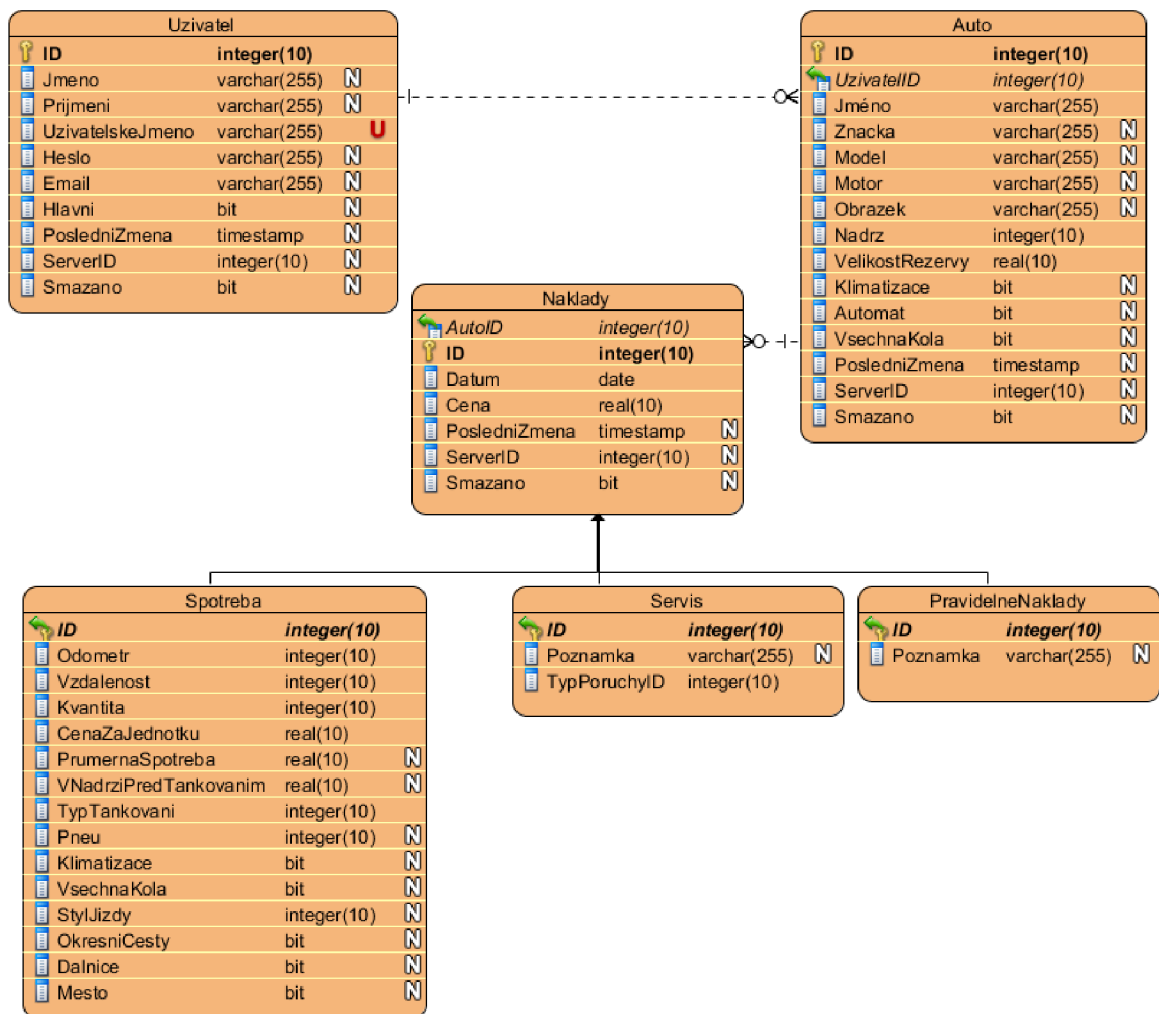 Uzivatel
ID integer(10)
Jmeno varchar(255) N
Prijmeni varchar(255) N
UzivatelskeJmeno varchar(255) U
Heslo varchar(255) N
Email varchar(255) N
Hlavni bit N
PosledniZmena timestamp N
ServerID integer(10) N
Smazano bit N
Auto
ID integer(10)
UzivatelID integer(10)
Jméno varchar(255)
Znacka varchar(255) N
Model varchar(255) N
Motor varchar(255) N
Obrazek varchar(255) N
Nadrz integer(10)
VelikostRezervy real(10)
Klimatizace bit N
Automat bit N
VsechnaKola bit N
PosledniZmena timestamp N
ServerID integer(10) N
Smazano bit N
Naklady
AutoID integer(10)
ID integer(10)
Datum date
Cena real(10)
PosledniZmena timestamp N
ServerID integer(10) N
Smazano bit N
Spotreba
ID integer(10)
Odometr integer(10)
Vzdalenost integer(10)
Kvantita integer(10)
CenaZaJednotku real(10)
PrumernaSpotreba real(10) N
VNadrziPredTankovanim real(10) N
TypTankovani integer(10)
Pneu integer(10) N
Klimatizace bit N
VsechnaKola bit N
StylJizdy integer(10) N
OkresniCesty bit N
Dalnice bit N
Mesto bit N
Servis
ID integer(10)
Poznamka varchar(255) N
TypPoruchyID integer(10)
PravidelneNaklady
ID integer(10)
Poznamka varchar(255) N